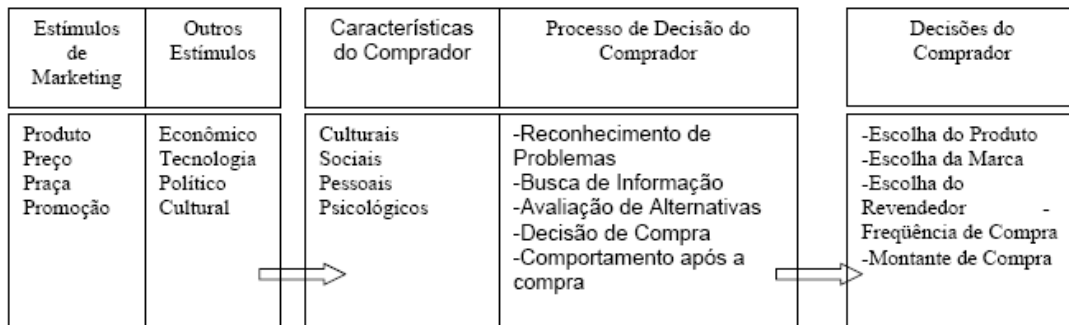 Estímulos
de
Marketing
Outros
Estímulos
Características
do Comprador
Processo de Decisão do
Comprador
Decisões do
Comprador
Produto
Preço
Praça
Promoção
Econômico
Tecnologia
Político
Cultural
Culturais
Sociais
Pessoais
Psicológicos
-Reconhecimento de
Problemas
-Busca de Informação
-Avaliação de Alternativas
-Decisão de Compra
-Comportamento após a
compra
-Escolha do Produto
-Escolha da Marca
-Escolha do
Revendedor -
Freqüência de Compra
-Montante de Compra